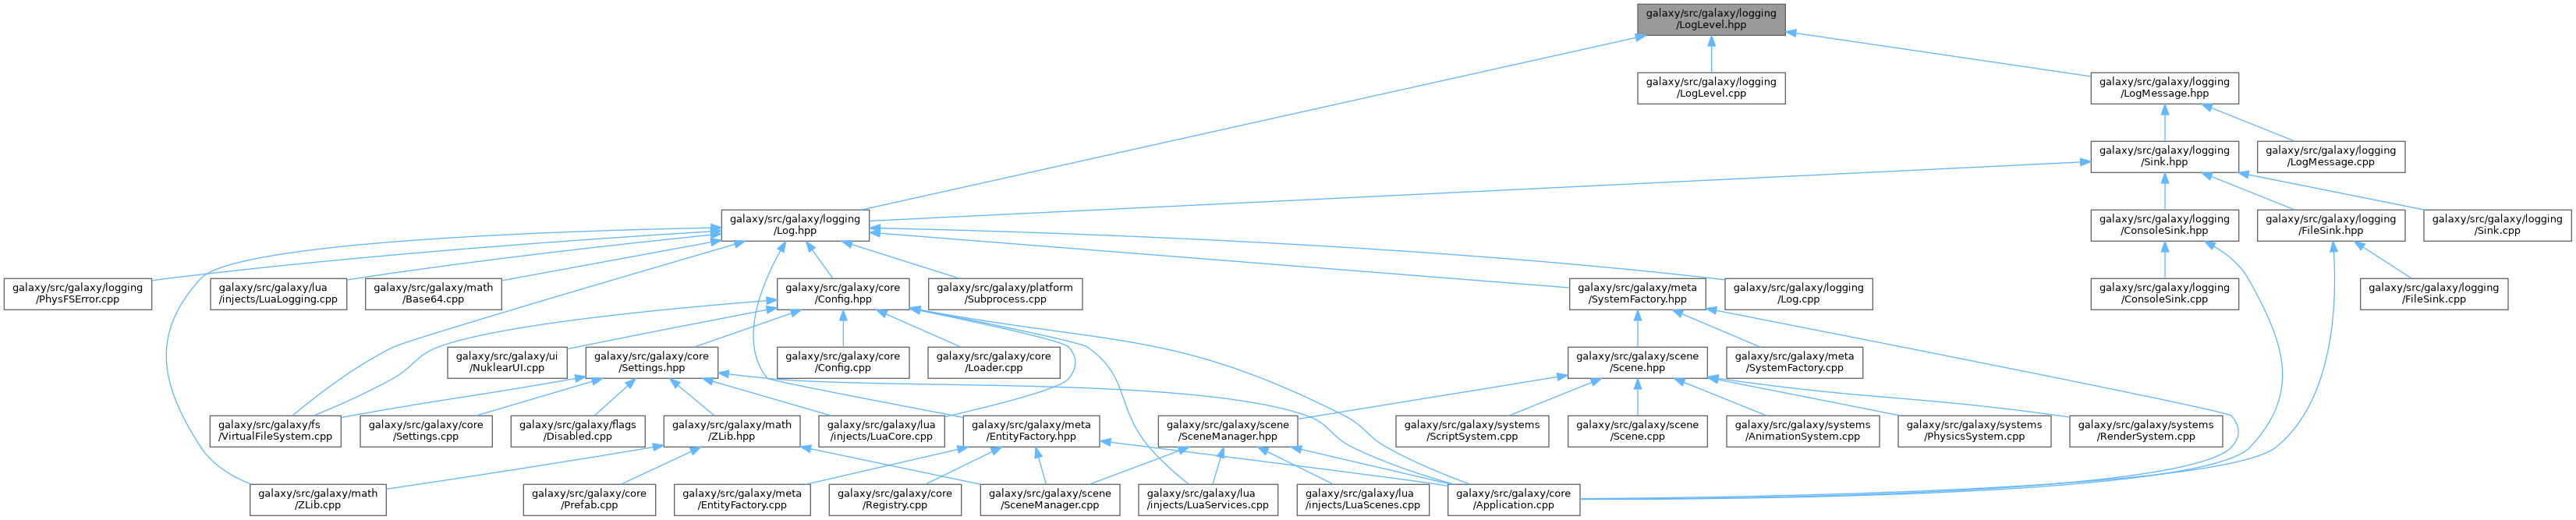 galaxy/src/galaxy/logging
/LogLevel.hpp
galaxy/src/galaxy/logging
/LogLevel.cpp
galaxy/src/galaxy/logging
/LogMessage.hpp
galaxy/src/galaxy/logging
/Sink.hpp
galaxy/src/galaxy/logging
/LogMessage.cpp
galaxy/src/galaxy/logging
/Log.hpp
galaxy/src/galaxy/logging
/ConsoleSink.hpp
galaxy/src/galaxy/logging
/FileSink.hpp
galaxy/src/galaxy/logging
/Sink.cpp
galaxy/src/galaxy/logging
/PhysFSError.cpp
galaxy/src/galaxy/lua
/injects/LuaLogging.cpp
galaxy/src/galaxy/math
/Base64.cpp
galaxy/src/galaxy/core
/Config.hpp
galaxy/src/galaxy/platform
/Subprocess.cpp
galaxy/src/galaxy/meta
/SystemFactory.hpp
galaxy/src/galaxy/logging
/Log.cpp
galaxy/src/galaxy/logging
/ConsoleSink.cpp
galaxy/src/galaxy/logging
/FileSink.cpp
galaxy/src/galaxy/ui
/NuklearUI.cpp
galaxy/src/galaxy/core
/Settings.hpp
galaxy/src/galaxy/core
/Config.cpp
galaxy/src/galaxy/core
/Loader.cpp
galaxy/src/galaxy/scene
/Scene.hpp
galaxy/src/galaxy/meta
/SystemFactory.cpp
galaxy/src/galaxy/fs
/VirtualFileSystem.cpp
galaxy/src/galaxy/core
/Settings.cpp
galaxy/src/galaxy/flags
/Disabled.cpp
galaxy/src/galaxy/math
/ZLib.hpp
galaxy/src/galaxy/lua
/injects/LuaCore.cpp
galaxy/src/galaxy/meta
/EntityFactory.hpp
galaxy/src/galaxy/scene
/SceneManager.hpp
galaxy/src/galaxy/systems
/ScriptSystem.cpp
galaxy/src/galaxy/scene
/Scene.cpp
galaxy/src/galaxy/systems
/AnimationSystem.cpp
galaxy/src/galaxy/systems
/PhysicsSystem.cpp
galaxy/src/galaxy/systems
/RenderSystem.cpp
galaxy/src/galaxy/math
/ZLib.cpp
galaxy/src/galaxy/core
/Prefab.cpp
galaxy/src/galaxy/meta
/EntityFactory.cpp
galaxy/src/galaxy/core
/Registry.cpp
galaxy/src/galaxy/scene
/SceneManager.cpp
galaxy/src/galaxy/lua
/injects/LuaServices.cpp
galaxy/src/galaxy/lua
/injects/LuaScenes.cpp
galaxy/src/galaxy/core
/Application.cpp